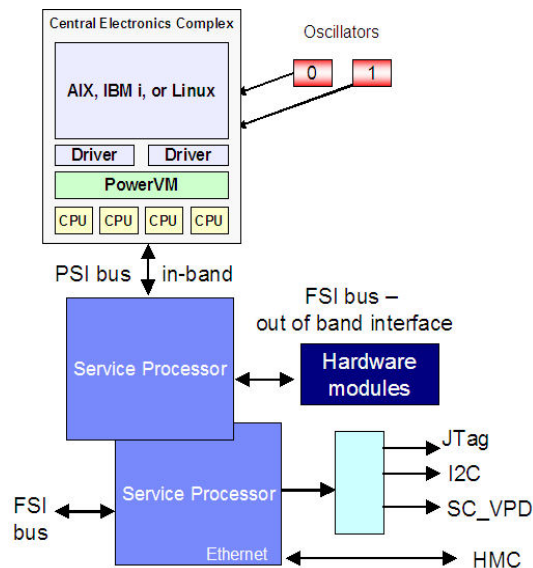 Central Electronics Complex
Oscillators
0 1
AIX, IBM i, or Linux
Driver Driver
PowerVM
CPU CPU CPU CPU
PSI bus in-band
FSI bus –
out of band interface
Service Processor
Hardware
modules
JTag
I2C
SC_VPD
Service Processor
FSI
bus
Ethernet
HMC